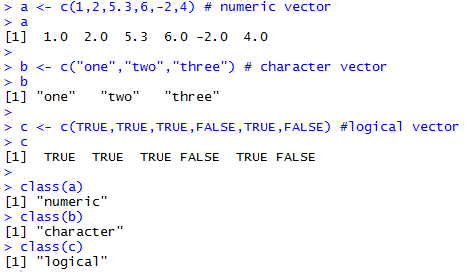 > a <- c(1,2,5.3,6,-2,4) # numeric vector
> a
[1]  1.0  2.0  5.3  6.0 -2.0  4.0
>
> b <- c("one","two","three") # character vector
> b
[1] "one"   "two"   "three"
>
> c <- c(TRUE,TRUE,TRUE,FALSE,TRUE,FALSE) #logical vector
> c
[1]  TRUE  TRUE  TRUE FALSE  TRUE FALSE
>
> class(a)
[1] "numeric"
> class(b)
[1] "character"
> class(c)
[1] "logical"